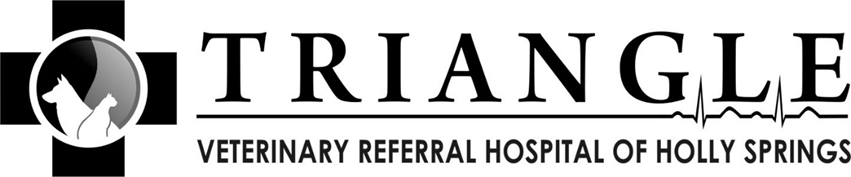 TRIANGLE
VETERINARY REFERRAL HOSPITAL OF HOLLY SPRINGS